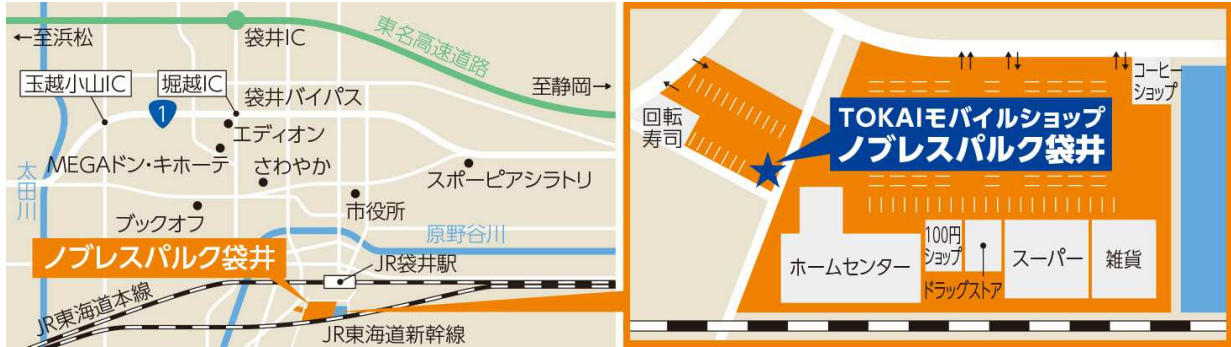 ←至浜松
袋井IC
東名高速道路
至静岡→
玉越小山IC
堀越IC
1
袋井バイパス
エディオン
MEGAドン・キホーテ
さわやか
スポーピアシラトリ
太田川
ブックオフ
市役所
原野谷川
ノブレスパルク袋井
JR袋井駅
JR東海道本線
JR東海道新幹線
回転
寿司
コーヒー
ショップ
TOKAIモバイルショップ
ノブレスパルク袋井
ホームセンター
100円
ショップ
ドラッグストア
スーパー
雑貨